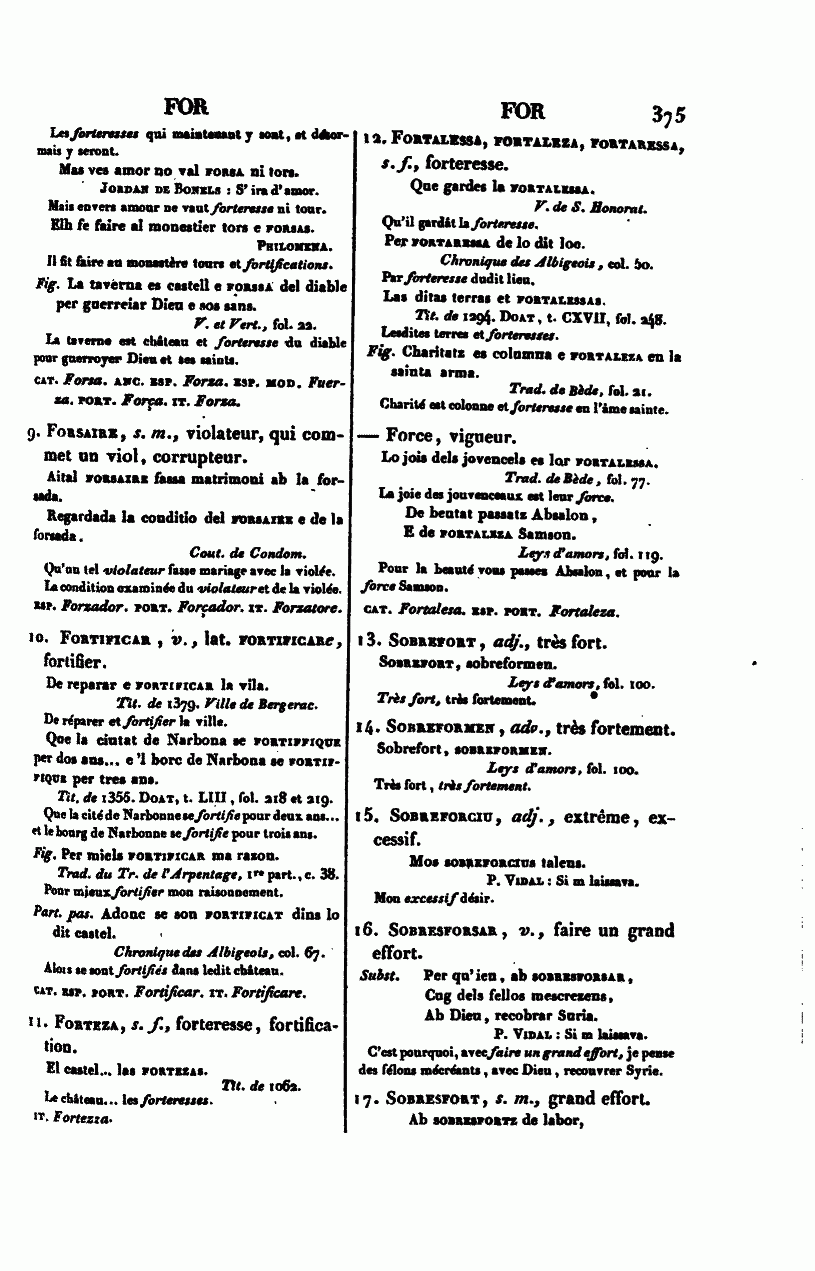 FOR
Les forteresses qui maintenant y sont, et désor-
mais y seront.
Mas ves amor no val FORSA ni tors.
JORDAN DE BONELS : S' ira d'amor.
Mais envers amour ne vaut forteresse ni tour.
Elh fe faire al monestier tors e FORSAS.
PHILOMENA.
Il fit faire au monastère tours et fortifications.
Fig. La taverna es castell e FORSSA del diable
per guerreiar Dieu e sos sans.
V. et Vert., fol. 22.
La taverne est château et forteresse du diable
pour guerroyer Dieu et ses saints.
CAT. Forsa. ANC. ESP. Forza. ESP. MOD. Fuer-
za. PORT. Força. IT. Forza.
9. FORSAIRE, s. m., violateur, qui com-
met un viol, corrupteur.
Aital FORSAIRE fassa matrimoni ab la for-
sada.
Regardada la conditio del FORSAIRE e de la
forsada.
Cout. de Condom.
Qu'un tel violateur fasse mariage avec la violée.
La condition examinée du violateur et de la violée.
ESP. Forzador. PORT. Forçador. IT. Forzatore.
10. FORTIFICAR, v., lat. FORTIFICARe,
fortifier.
De reparar e FORTIFICAR la vila.
Tit. de 1379. Ville de Bergerac.
De réparer et fortifier la ville.
Que la ciutat de Narbona se FORTIFFIQUE
per dos ans... e 'l borc de Narbona se FORTIF-
FIQUE per tres ans.
Tit. de 1356. DOAT, t. LIII, fol. 218 et 219.
Que la cité de Narbonne se fortifie pour deux ans...
et le bourg de Narbonne se fortifie pour trois ans.
Fig. Per miels FORTIFICAR ma razon.
Trad. du Tr. de l'Arpentage, 1re part., c. 38.
Pour mieux fortifier mon raisonnement.
Part. pas. Adonc se son FORTIFICAT dins lo
dit castel.
Chronique des Albigeois, col. 67.
Alors se sont fortifiés dans ledit château.
CAT. ESP. PORT. Fortificar. IT. Fortificare.
11. FORTEZA, s. f., forteresse, fortifica-
tion.
El castel... las FORTEZAS.
Tit. de 1062.
Le château... les forteresses.
IT. Fortezza.
FOR 375
12. FORTALESSA, FORTALEZA, FORTARESSA,
s. f., forteresse.
Que gardes la FORTALESSA.
V. de S. Honorat.
Qu'il gardât la forteresse.
Per FORTARESSA de lo dit loc.
Chronique des Albigeois, col. 50.
Par forteresse dudit lieu.
Las ditas terras et FORTALESSAS.
Tit. de 1294. DOAT, t. CXVII, fol. 248.
Lesdites terres et forteresses.
Fig. Charitatz es columna e FORTALEZA en la
sainta arma.
Trad. de Bède, fol. 21.
Charité est colonne et forteresse en l'âme sainte.
— Force, vigueur.
Lo jois dels jovencels es lor FORTALESSA.
Trad. de Bède, fol. 77.
La joie des jouvenceaux est leur force.
De beutat passatz Absalon,
E de FORTALEZA Samson.
Leys d'amors, fol. 119.
Pour la beauté vous passez Absalon, et pour la
force Samson.
CAT. Fortalesa. ESP. PORT. Fortaleza.
13. SOBREFORT, adj., très fort.
SOBREFORT, sobreformen.
Leys d'amors, fol. 100.
Très fort, très fortement.
14. SOBREFORMEN, adv., très fortement.
Sobrefort, SOBREFORMEN.
Leys d'amors, fol. 100.
Très fort, très fortement.
15. SOBREFORCIU, adj., extrême, ex-
cessif.
Mos SOBREFORCIUS talens.
P. VIDAL : Si m laissava.
Mon excessif désir.
16. SOBRESFORSAR, v., faire un grand
effort.
Subst. Per qu'ieu, ab SOBRESFORSAR,
Cug dels fellos mescrezens,
Ab Dieu, recobrar Suria.
P. VIDAL : Si m laissava.
C'est pourquoi, avec faire un grand effort, je pense
des félons mécréants, avec Dieu, recouvrer Syrie.
17. SOBRESFORT, s. m., grand effort.
Ab SOBRESFORTZ de labor,